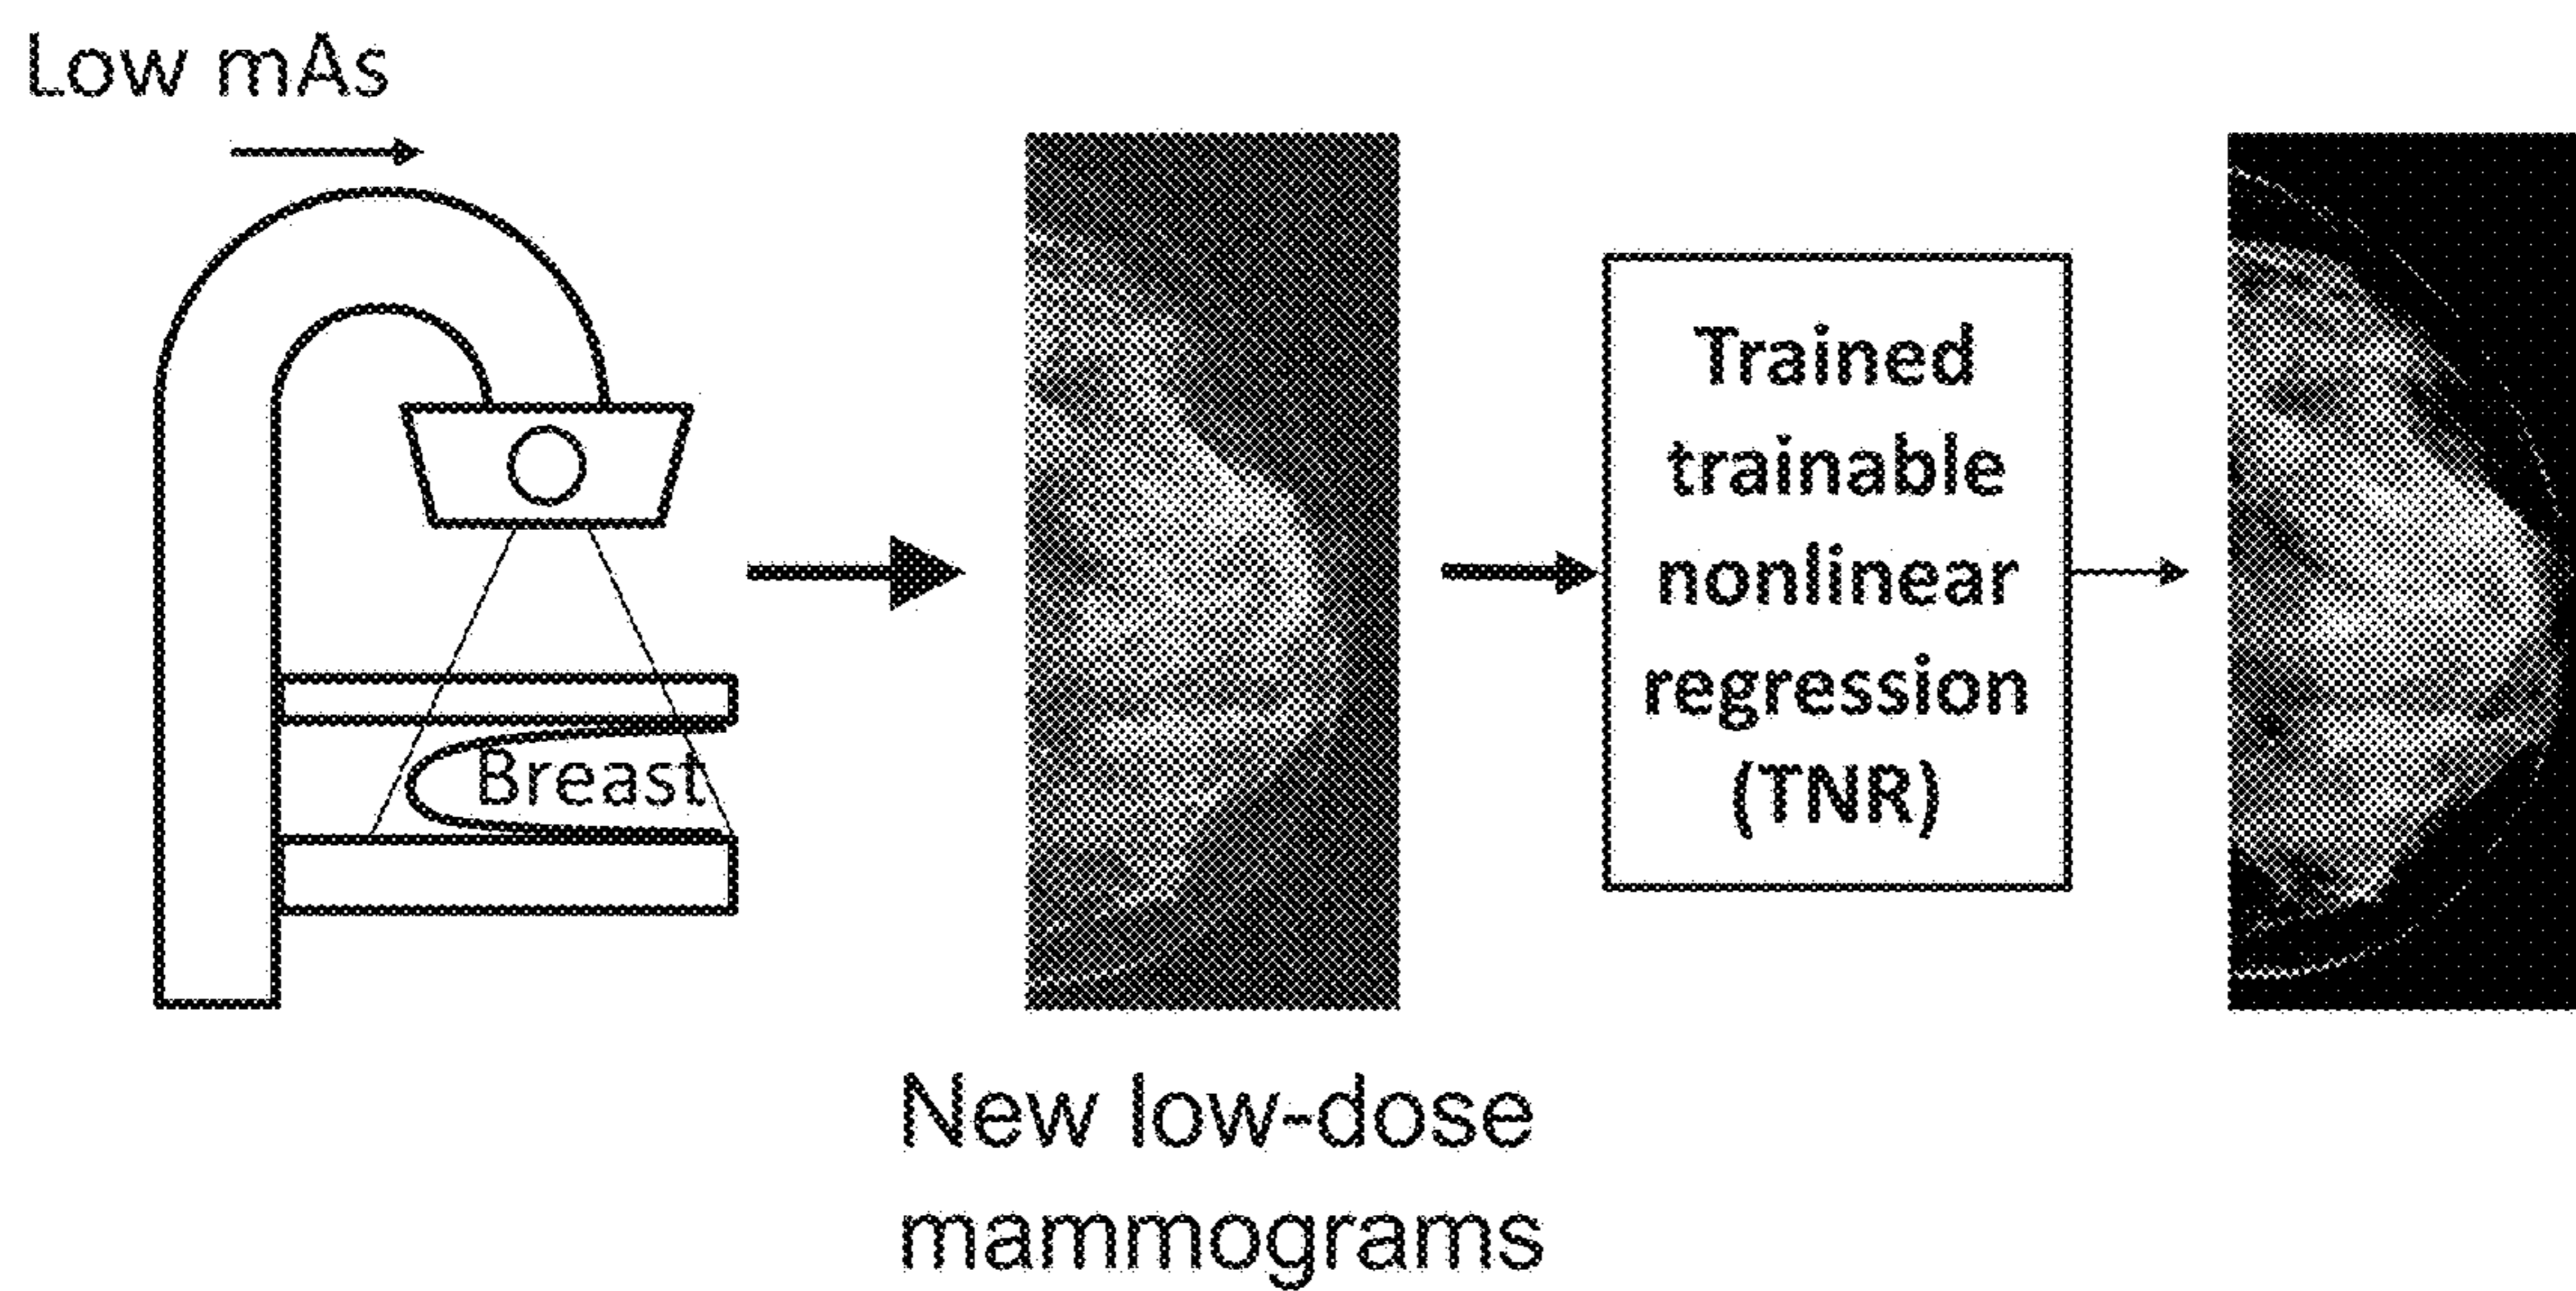 Low mAs
Breast
New low-dose
mammograms
Trained
trainable
nonlinear
regression
(TNR)